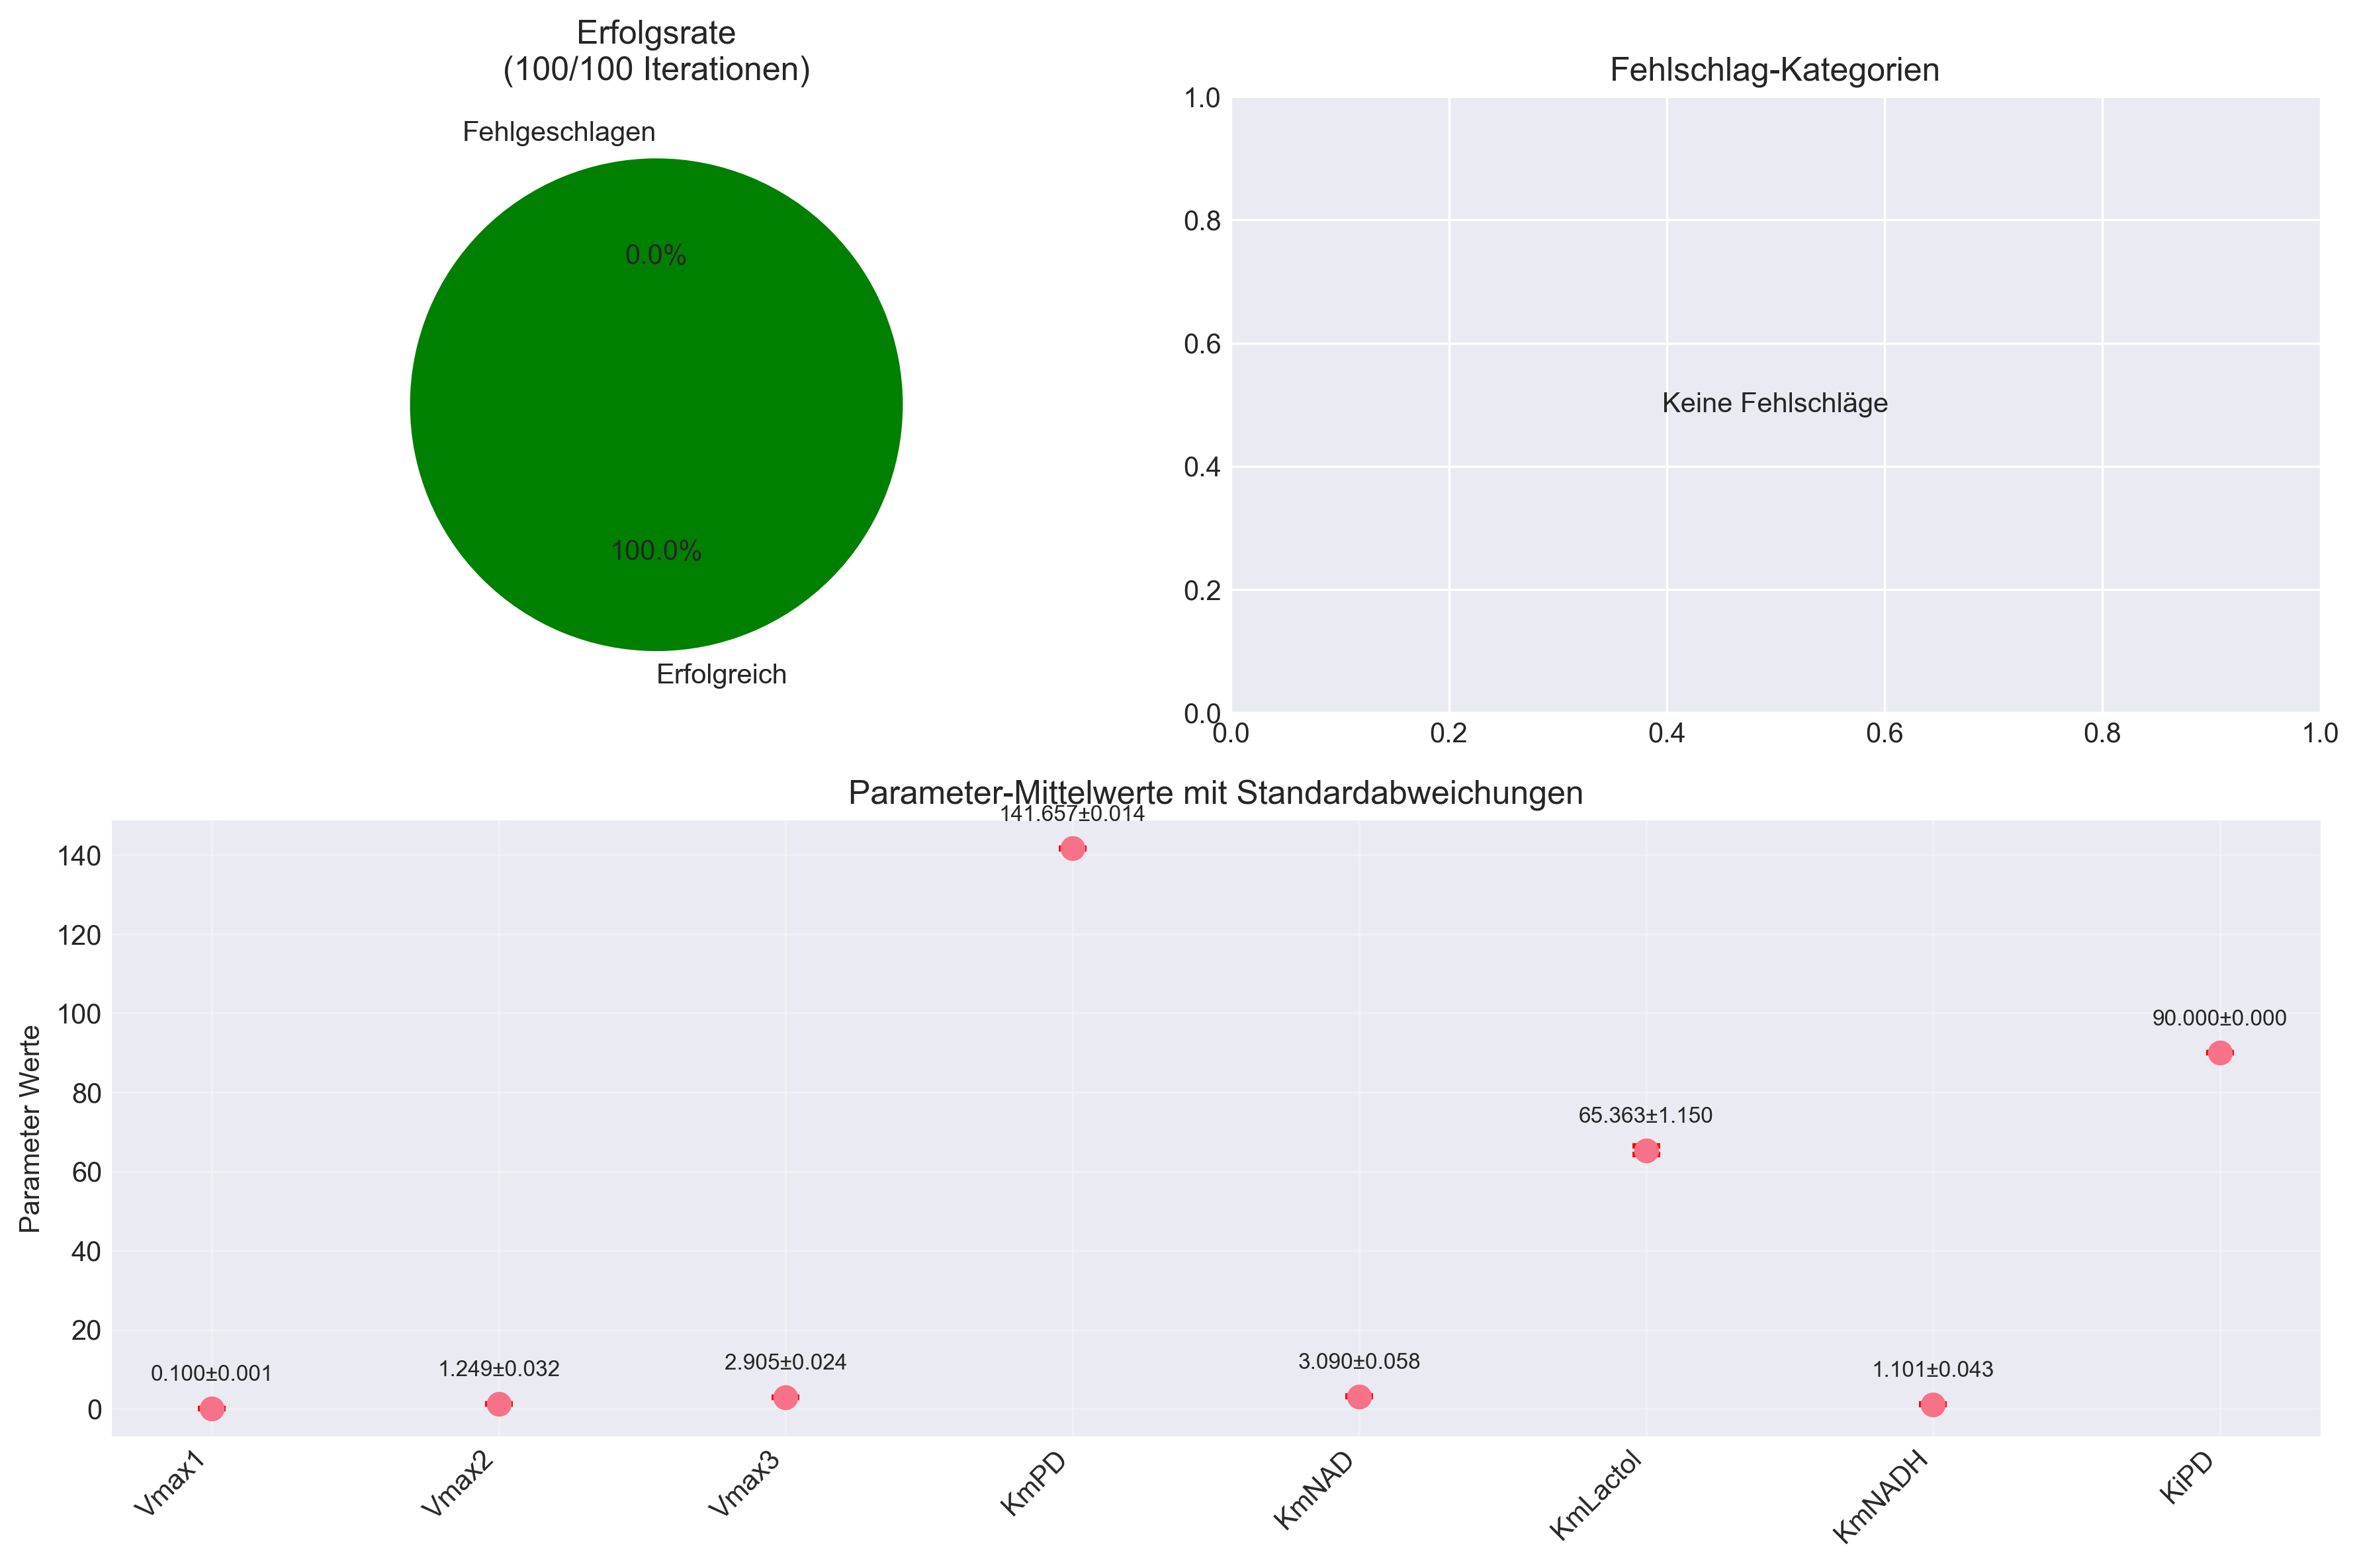 Erfolgsrate
(100/100 Iterationen)
Fehlgeschlagen
0.0%
100.0%
Erfolgreich
Fehlschlag-Kategorien
1.0
0.8
0.6
0.4
0.2
0.0
Keine Fehlschläge
0.0 0.2 0.4 0.6 0.8 1.0
Parameter-Mittelwerte mit Standardabweichungen
Parameter Werte
140
120
100
80
60
40
20
0
0.100±0.001
1.249±0.032
2.905±0.024
141.657±0.014
3.090±0.058
65.363±1.150
1.101±0.043
90.000±0.000
Vmax1
Vmax2
Vmax3
KmPD
KmNAD
KmLactol
KmNADH
KiPD